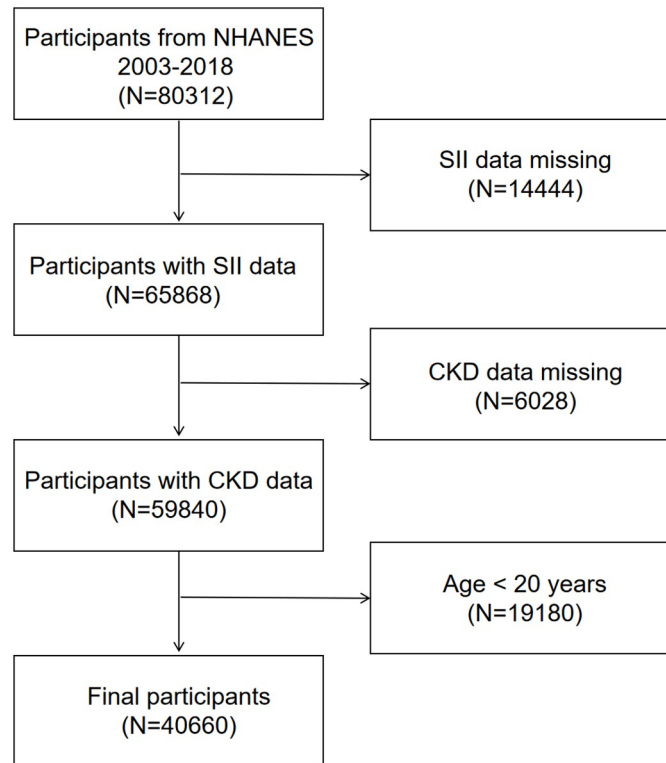 Participants from NHANES
2003-2018
(N=80312)
SII data missing
(N=14444)
Participants with SII data
(N=65868)
CKD data missing
(N=6028)
Participants with CKD data
(N=59840)
Age < 20 years
(N=19180)
Final participants
(N=40660)